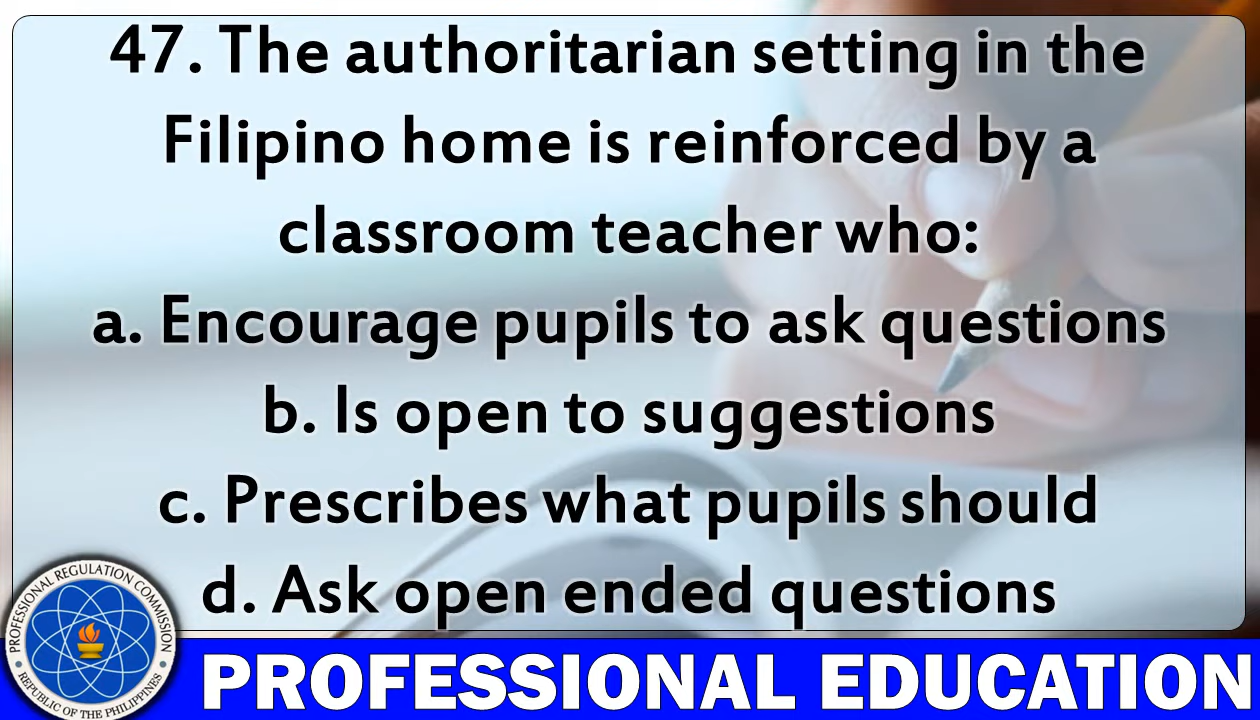 47. The authoritarian setting in the
Filipino home is reinforced by a
classroom teacher who:
a. Encourage pupils to ask questions
b. Is open to suggestions
c. Prescribes what pupils should
d. Ask open ended questions
PROFESSIONAL REGULATION COMMISSION
REPUBLIC OF THE PHILIPPINES
PROFESSIONAL EDUCATION